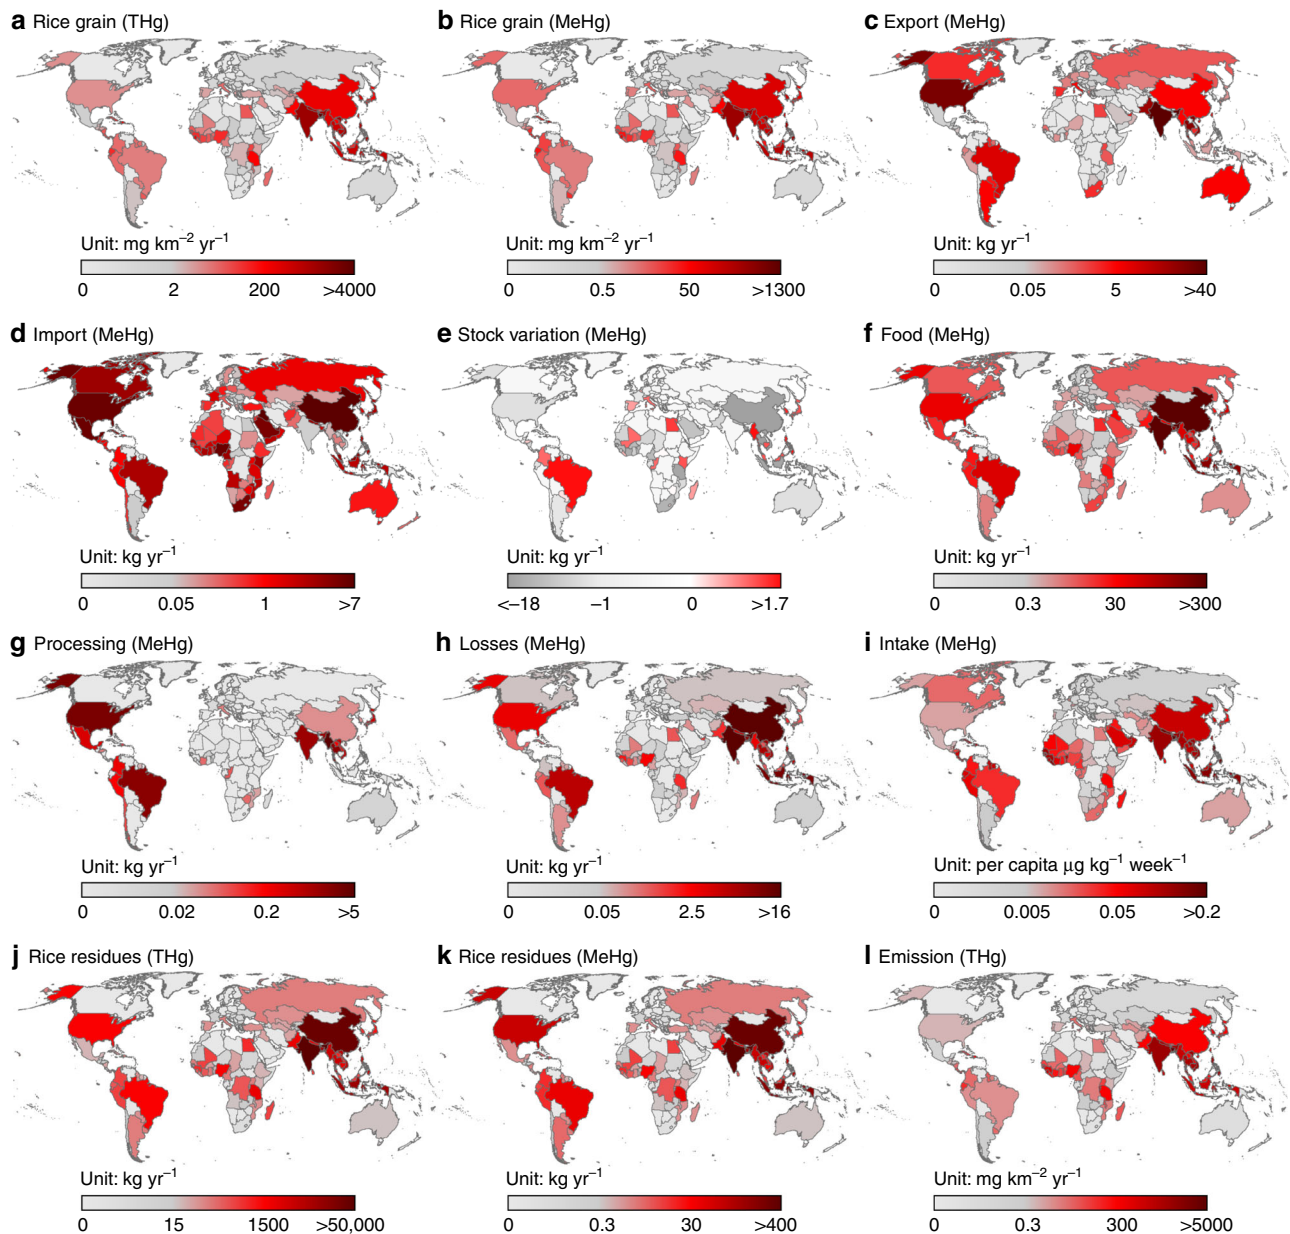 a Rice grain (THg)
b Rice grain (MeHg)
c Export (MeHg)
Unit: mg km⁻² yr⁻¹
Unit: mg km⁻² yr⁻¹
Unit: kg yr⁻¹
0 2 200 >4000
0 0.5 50 >1300
0 0.05 5 >40
d Import (MeHg)
e Stock variation (MeHg)
f Food (MeHg)
Unit: kg yr⁻¹
Unit: kg yr⁻¹
Unit: kg yr⁻¹
0 0.05 1 >7
<–18 –1 0 >1.7
0 0.3 30 >300
g Processing (MeHg)
h Losses (MeHg)
i Intake (MeHg)
Unit: kg yr⁻¹
Unit: kg yr⁻¹
Unit: per capita µg kg⁻¹ week⁻¹
0 0.02 0.2 >5
0 0.05 2.5 >16
0 0.005 0.05 >0.2
j Rice residues (THg)
k Rice residues (MeHg)
l Emission (THg)
Unit: kg yr⁻¹
Unit: kg yr⁻¹
Unit: mg km⁻² yr⁻¹
0 15 1500 >50,000
0 0.3 30 >400
0 0.3 300 >5000